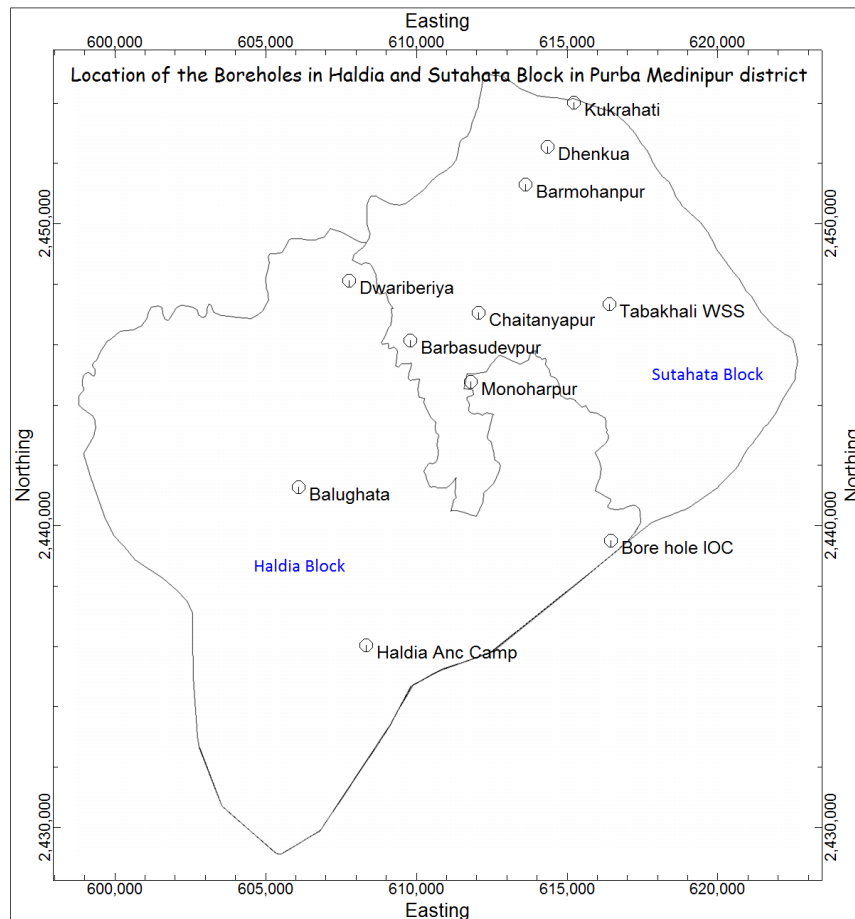 Easting
600,000 605,000 610,000 615,000 620,000
Location of the Boreholes in Haldia and Sutahata Block in Purba Medinipur district
Kukrahati
Dhenkua
Barmohanpur
2,450,000 2,450,000
Dwariberiya
Tabakhali WSS
Chaitanyapur
Barbasudevpur
Sutahata Block
Monoharpur
Northing Northing
Balughata
2,440,000 2,440,000
Bore hole IOC
Haldia Block
Haldia Anc Camp
2,430,000 2,430,000
600,000 605,000 610,000 615,000 620,000
Easting